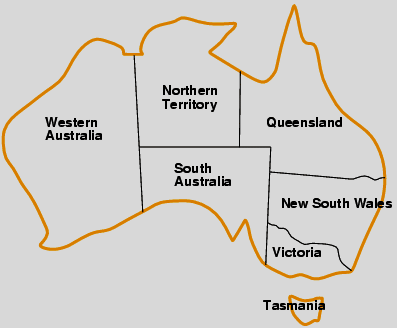 Northern
Territory
Western
Australia
Queensland
South
Australia
New South Wales
Victoria
Tasmania